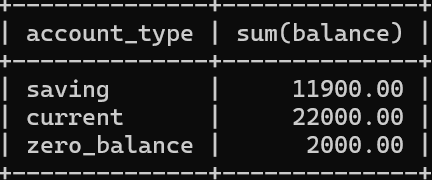 +--------------+--------------+
| account_type | sum(balance) |
+--------------+--------------+
| saving       |     11900.00 |
| current      |     22000.00 |
| zero_balance |      2000.00 |
+--------------+--------------+